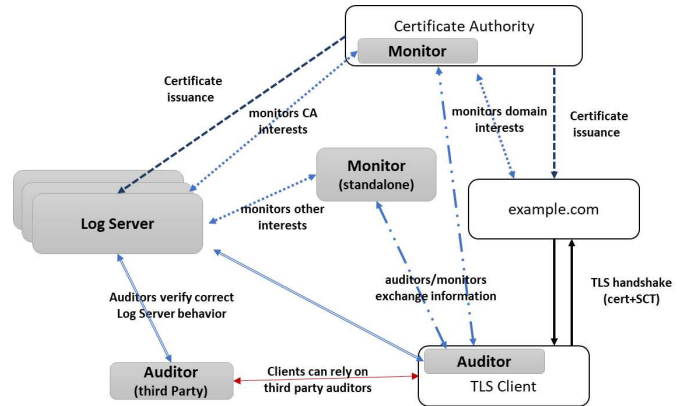 Certificate Authority
Monitor
Certificate
issuance
monitors CA
interests
monitors domain
interests
Certificate
issuance
Monitor
(standalone)
Log Server
monitors other
interests
example.com
auditors/monitors
exchange information
TLS handshake
(cert+SCT)
Auditors verify correct
Log Server behavior
Auditor
(third Party)
Clients can rely on
third party auditors
Auditor
TLS Client